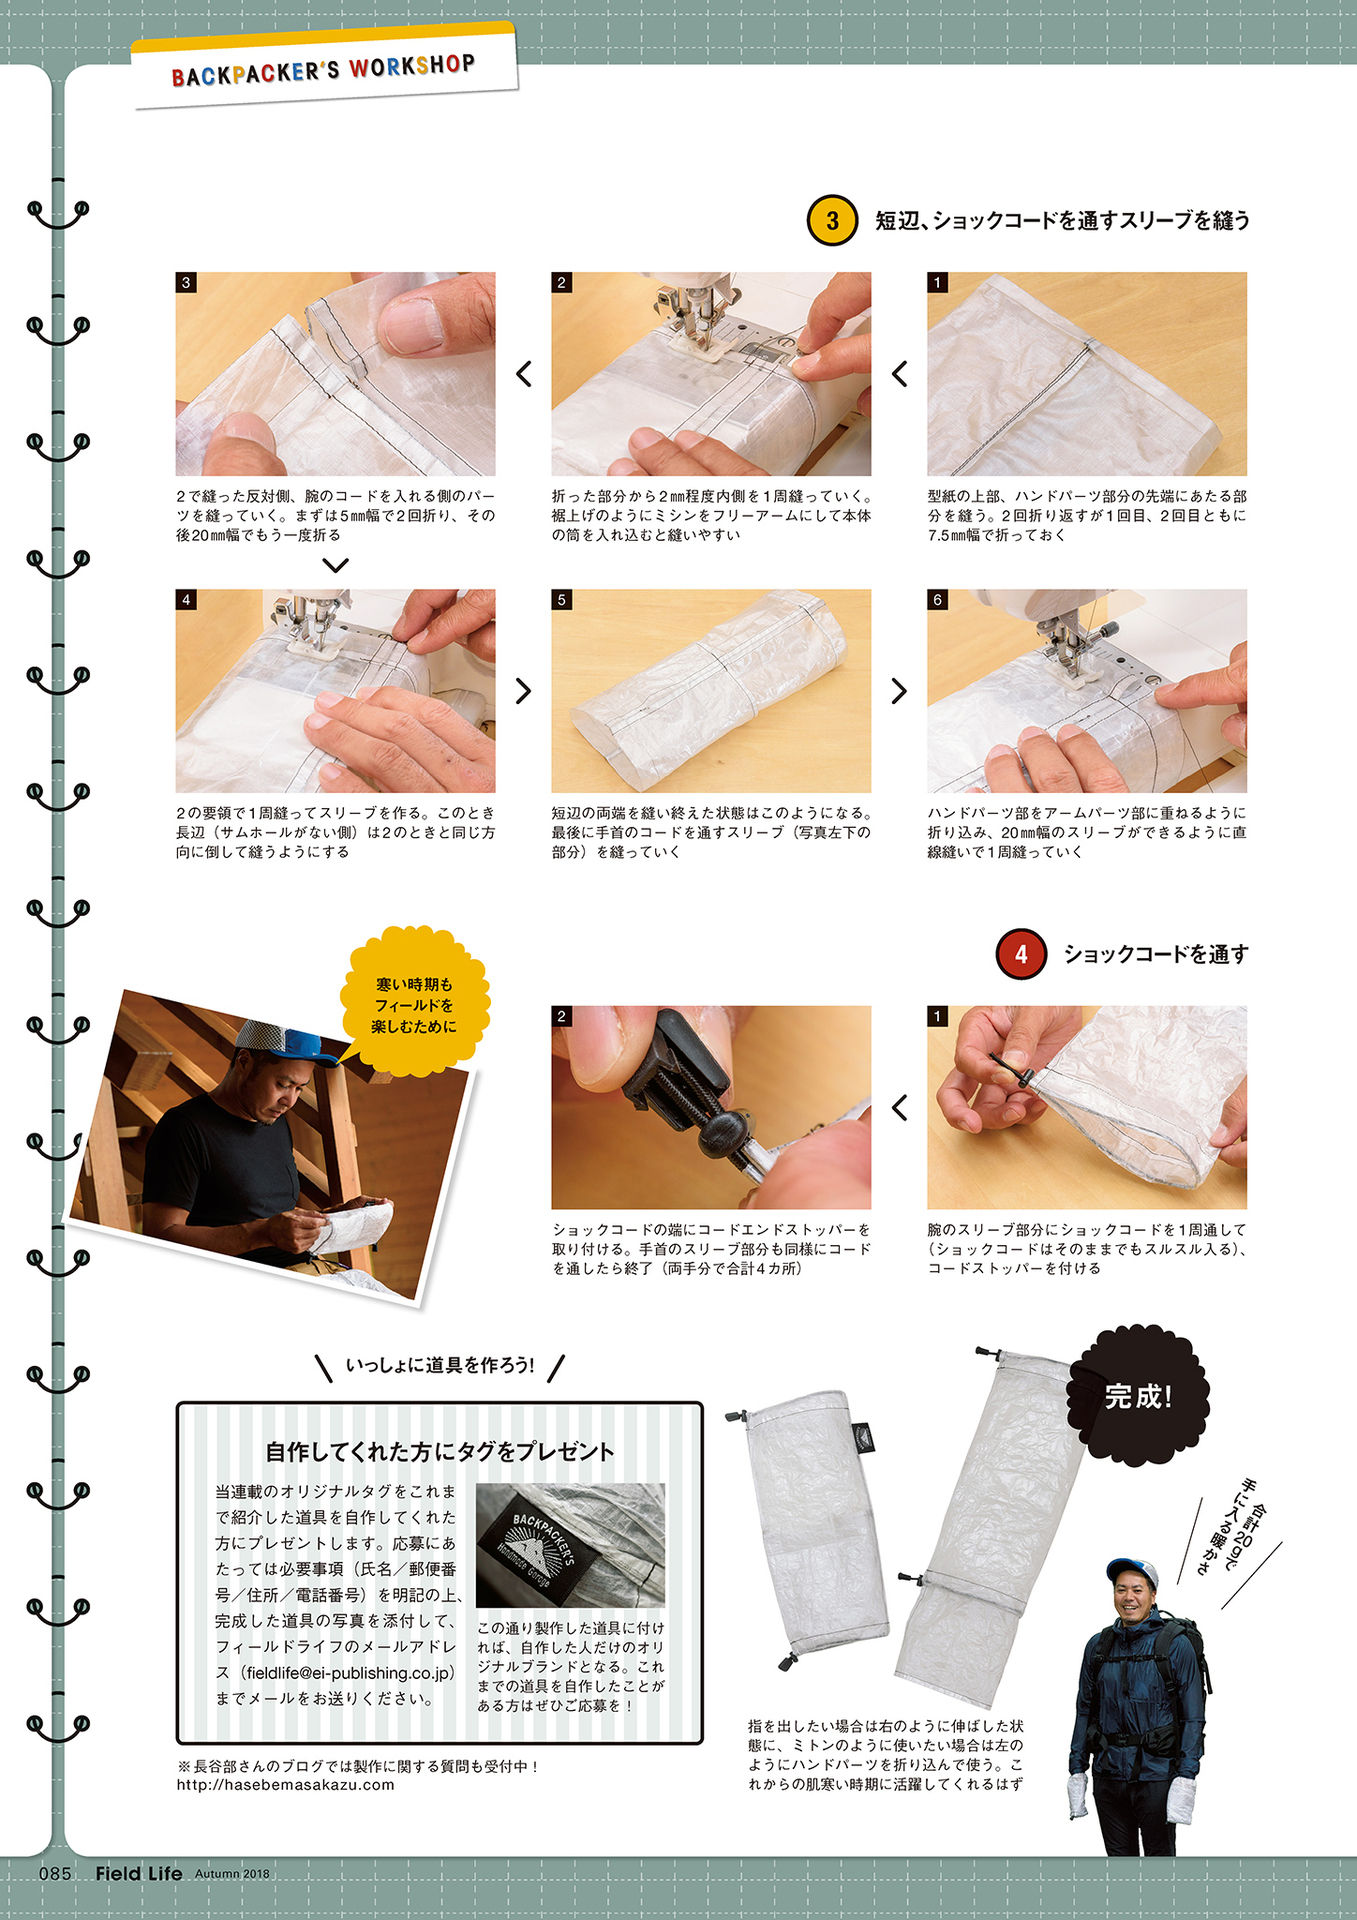 BACKPACKER'S WORKSHOP
3 短辺、ショックコードを通すスリーブを縫う
1
型紙の上部、ハンドパーツ部分の先端にあたる部
分を縫う。2回折り返すが1回目、2回目ともに
7.5㎜幅で折っておく
2
折った部分から2㎜程度内側を1周縫っていく。
裾上げのようにミシンをフリーアームにして本体
の筒を入れ込むと縫いやすい
3
2で縫った反対側、腕のコードを入れる側のパー
ツを縫っていく。まずは5㎜幅で2回折り、その
後20㎜幅でもう一度折る
4
2の要領で1周縫ってスリーブを作る。このとき
長辺（サムホールがない側）は2のときと同じ方
向に倒して縫うようにする
5
短辺の両端を縫い終えた状態はこのようになる。
最後に手首のコードを通すスリーブ（写真左下の
部分）を縫っていく
6
ハンドパーツ部をアームパーツ部に重ねるように
折り込み、20㎜幅のスリーブができるように直
線縫いで1周縫っていく
4 ショックコードを通す
1
腕のスリーブ部分にショックコードを1周通して
（ショックコードはそのままでもスルスル入る）、
コードストッパーを付ける
2
ショックコードの端にコードエンドストッパーを
取り付ける。手首のスリーブ部分も同様にコード
を通したら終了（両手分で合計4カ所）
寒い時期も
フィールドを
楽しむために
完成!
合計20gで
手に入る暖かさ
指を出したい場合は右のように伸ばした状
態に、ミトンのように使いたい場合は左の
ようにハンドパーツを折り込んで使う。こ
れからの肌寒い時期に活躍してくれるはず
いっしょに道具を作ろう!
自作してくれた方にタグをプレゼント
当連載のオリジナルタグをこれま
で紹介した道具を自作してくれた
方にプレゼントします。応募にあ
たっては必要事項（氏名／郵便番
号／住所／電話番号）を明記の上、
完成した道具の写真を添付して、
フィールドライフのメールアドレ
ス（fieldlife@ei-publishing.co.jp）
までメールをお送りください。
BACKPACKER'S
Handmade Garage
この通り製作した道具に付け
れば、自作した人だけのオリ
ジナルブランドとなる。これ
までの道具を自作したことが
ある方はぜひご応募を！
※長谷部さんのブログでは製作に関する質問も受付中！
http://hasebemasakazu.com
085 Field Life Autumn 2018